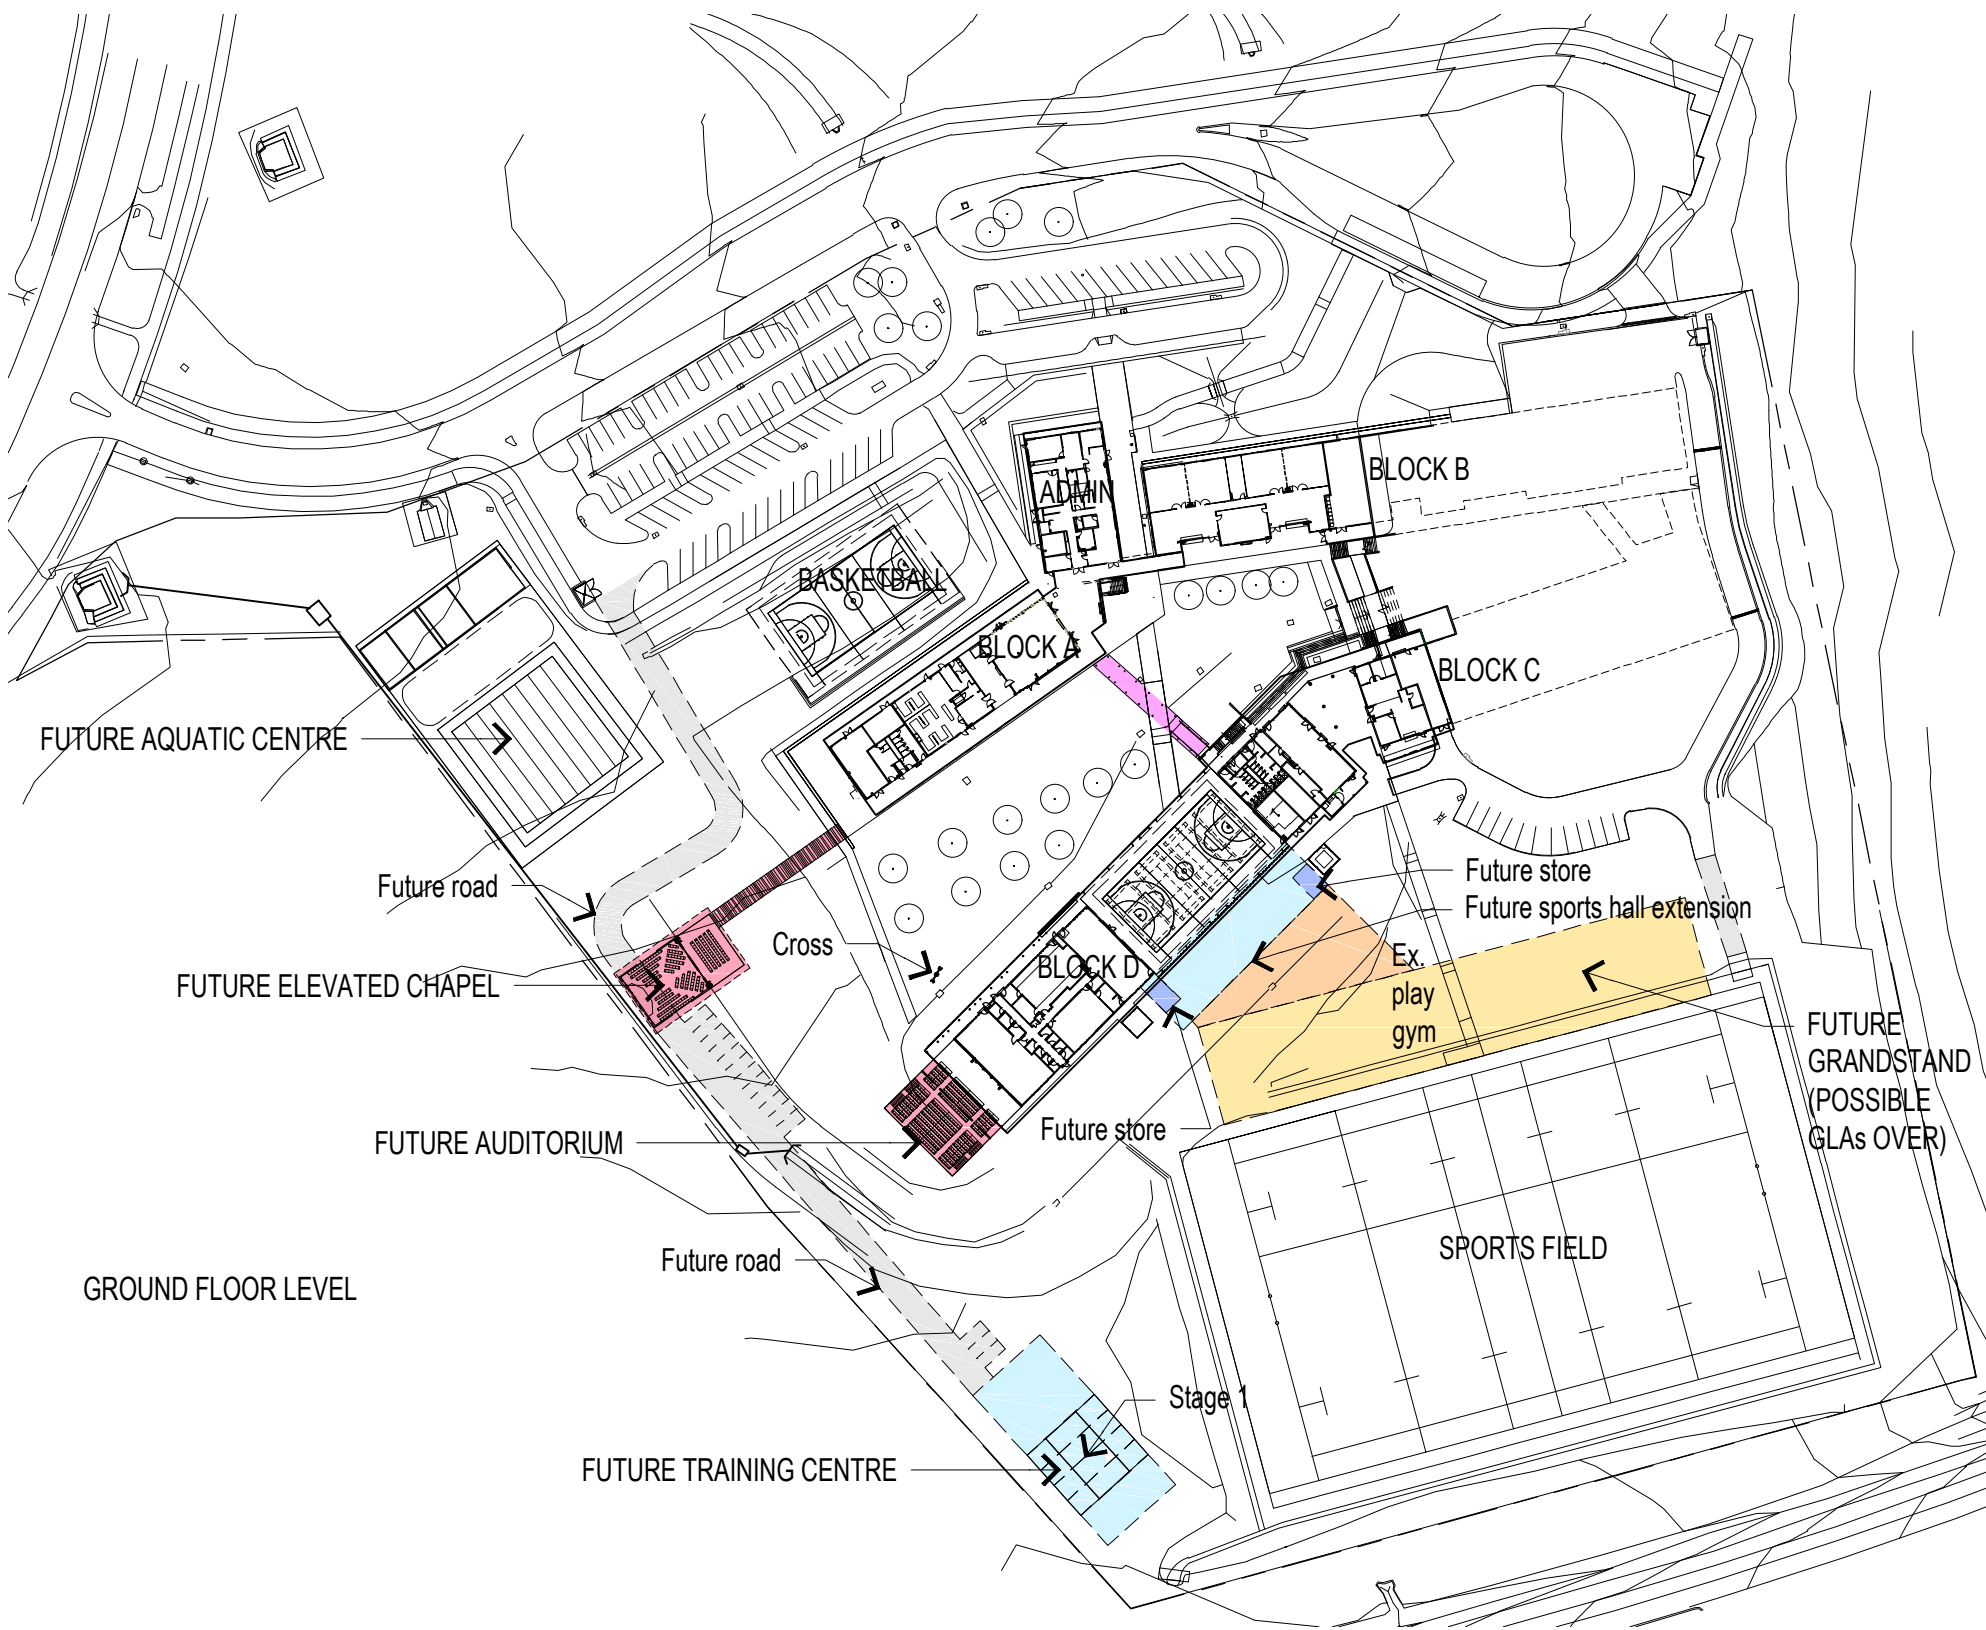 BLOCK B
ADMIN
BASKETBALL
BLOCK A
BLOCK C
FUTURE AQUATIC CENTRE
Future store
Future road
Future sports hall extension
Cross
Ex.
play
gym
BLOCK D
FUTURE ELEVATED CHAPEL
FUTURE
GRANDSTAND
(POSSIBLE
GLAs OVER)
FUTURE AUDITORIUM
Future store
SPORTS FIELD
Future road
GROUND FLOOR LEVEL
Stage 1
FUTURE TRAINING CENTRE